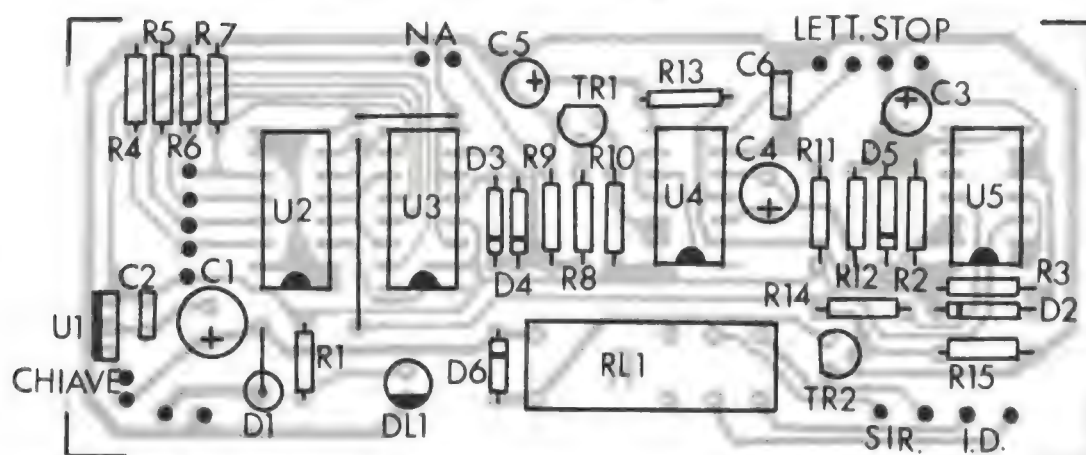 R5 R7 NA C5 LETT. STOP
TR1 R13 C6 C3
R4 R6 D3 R9 R10 C4 R11 D5
U2 U3 U4 U5
C2 C1 D4 R8 R12 R2 R3
U1 R14 D2
R1 D6 RL1
CHIAVE R15
D1 DL1 TR2
SIR. I.D.